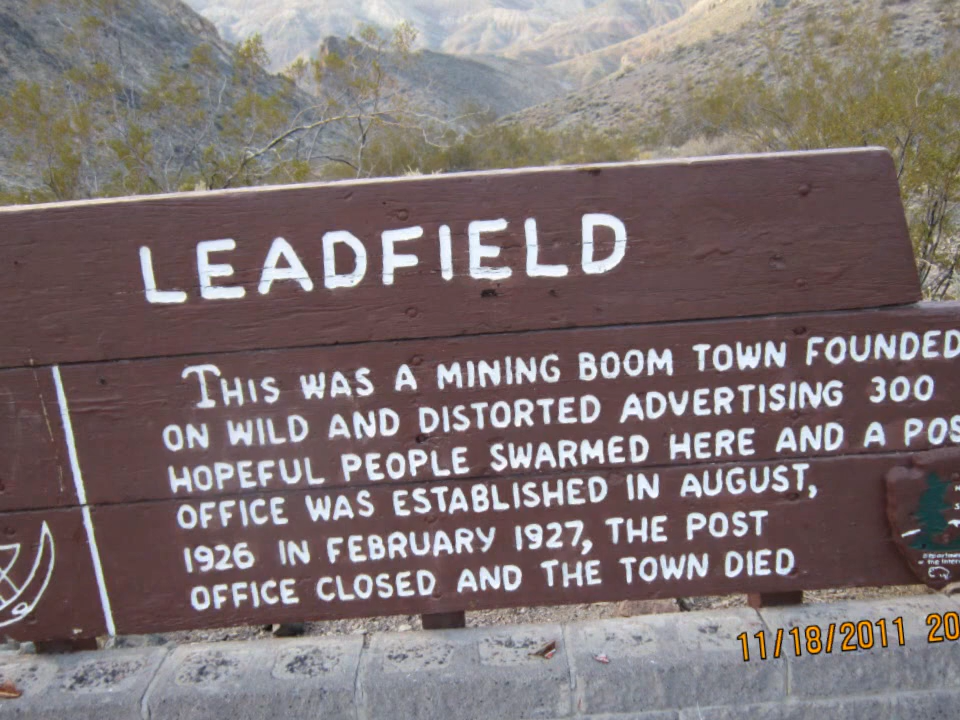 LEADFIELD
THIS WAS A MINING BOOM TOWN FOUNDED
ON WILD AND DISTORTED ADVERTISING 300
HOPEFUL PEOPLE SWARMED HERE AND A POS
OFFICE WAS ESTABLISHED IN AUGUST,
1926 IN FEBRUARY 1927, THE POST
OFFICE CLOSED AND THE TOWN DIED
11/18/2011 20